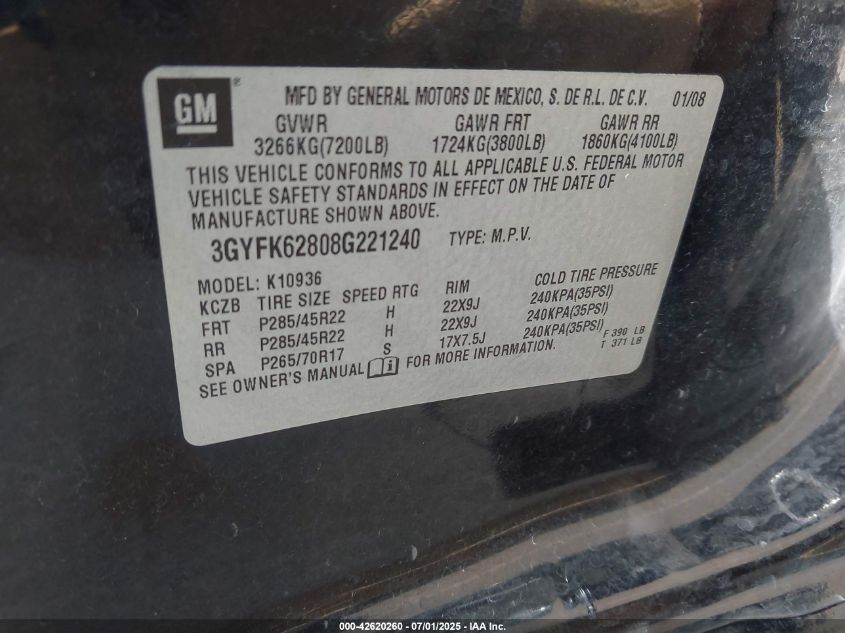 GM® MFD BY GENERAL MOTORS DE MEXICO, S. DE R.L. DE C.V. 01/08
GVWR GAWR FRT GAWR RR
3266KG(7200LB) 1724KG(3800LB) 1860KG(4100LB)
THIS VEHICLE CONFORMS TO ALL APPLICABLE U.S. FEDERAL MOTOR
VEHICLE SAFETY STANDARDS IN EFFECT ON THE DATE OF
MANUFACTURE SHOWN ABOVE.
3GYFK62808G221240 TYPE: M.P.V.
MODEL: K10936
KCZB TIRE SIZE SPEED RTG RIM COLD TIRE PRESSURE
FRT P285/45R22 H 22X9J 240KPA(35PSI)
RR P285/45R22 H 22X9J 240KPA(35PSI)
SPA P265/70R17 S 17X7.5J 240KPA(35PSI) F 390 LB
T 371 LB
SEE OWNER'S MANUAL FOR MORE INFORMATION.
000-42620260 - 07/01/2025 - IAA Inc.